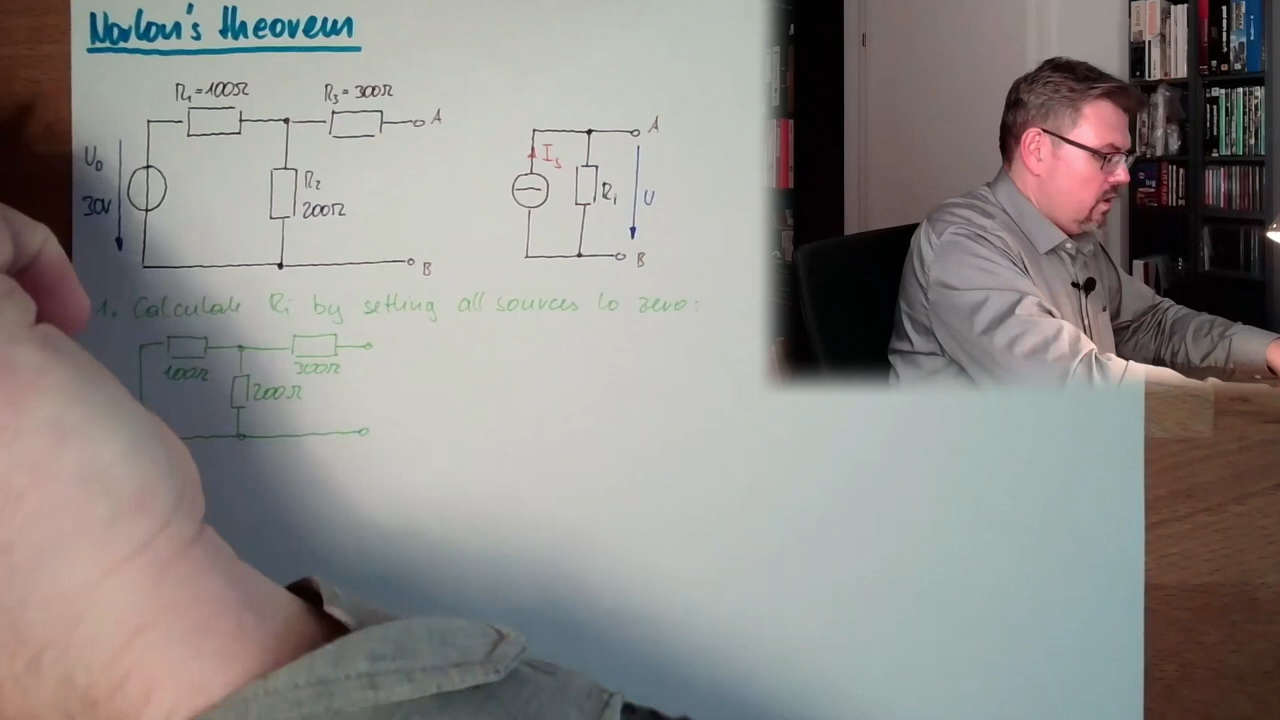 Norton's theorem
R₁=100Ω
R₃=300Ω
A
U₀
30V
R₂
200Ω
B
A
Iₛ
Rᵢ
U
B
1. Calculate Ri by setting all sources to zero:
100Ω
300Ω
200Ω